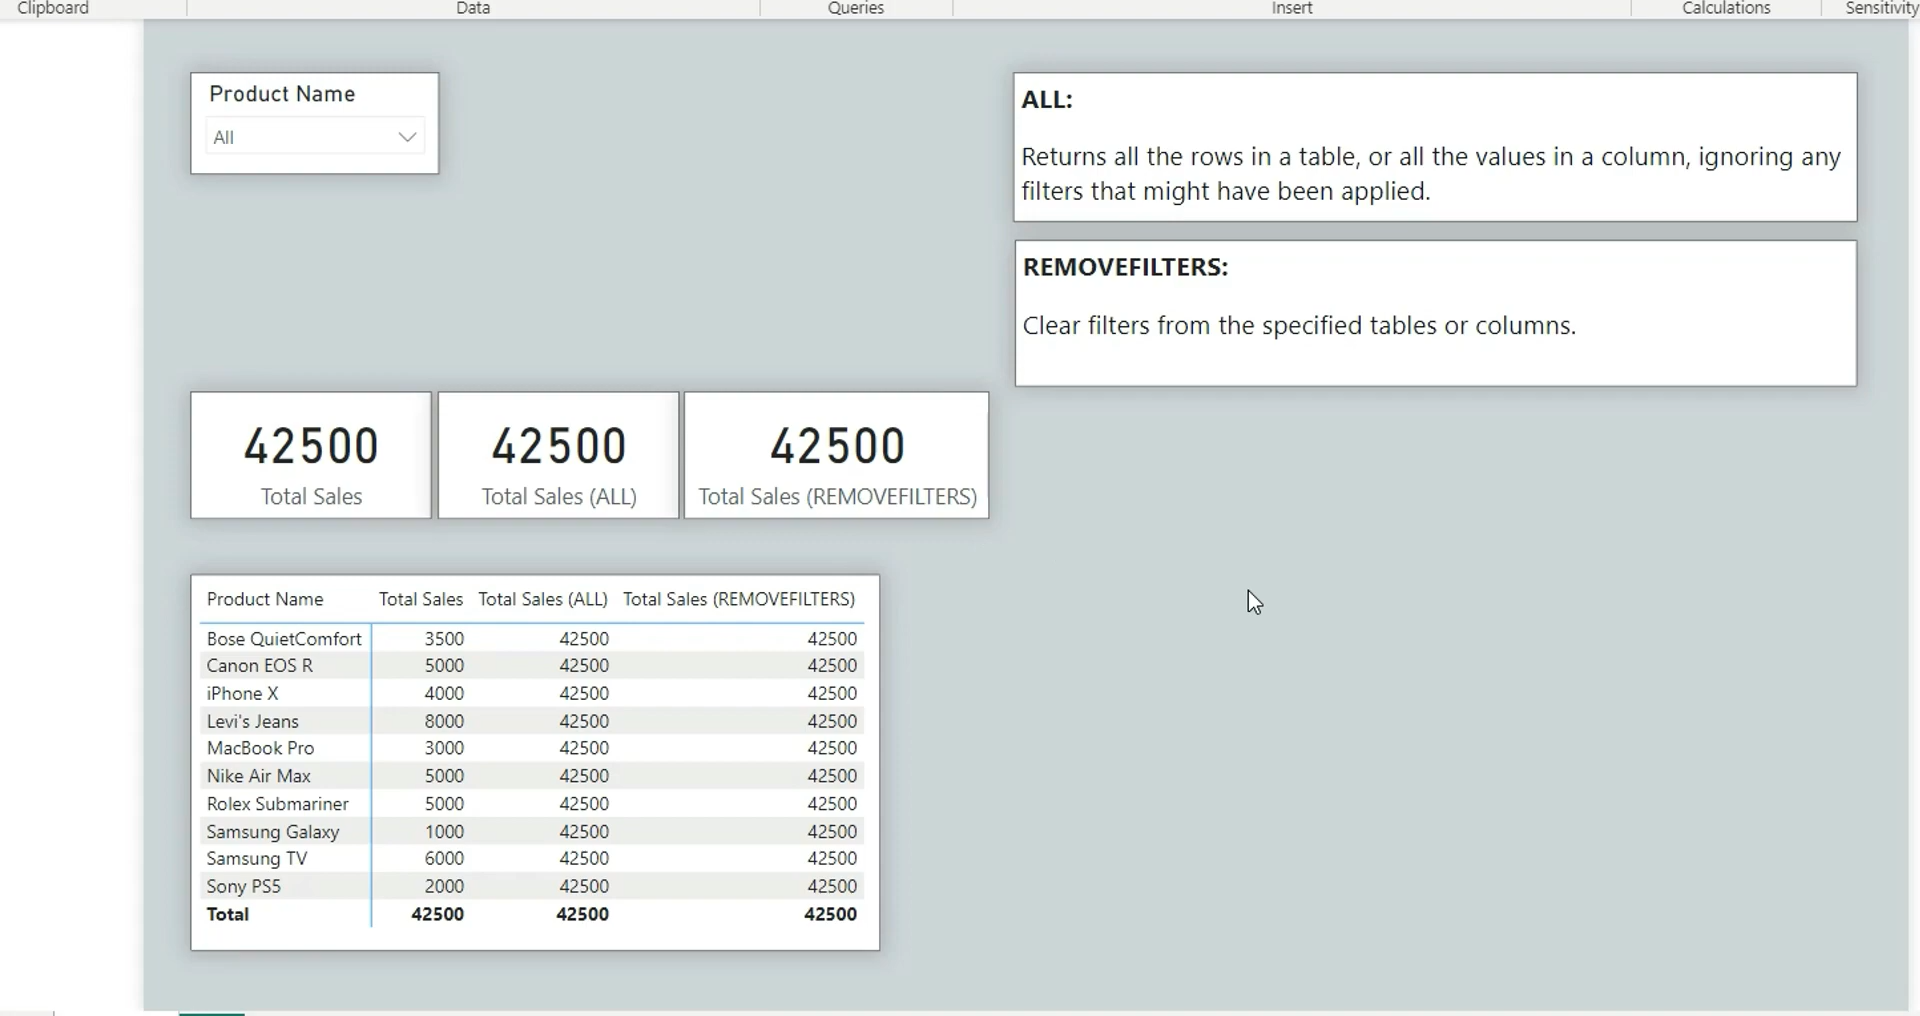 Clipboard Data Queries Insert Calculations Sensitivity
Product Name
All
ALL:
Returns all the rows in a table, or all the values in a column, ignoring any
filters that might have been applied.
REMOVEFILTERS:
Clear filters from the specified tables or columns.
42500
Total Sales
42500
Total Sales (ALL)
42500
Total Sales (REMOVEFILTERS)
Product Name Total Sales Total Sales (ALL) Total Sales (REMOVEFILTERS)
Bose QuietComfort 3500 42500 42500
Canon EOS R 5000 42500 42500
iPhone X 4000 42500 42500
Levi's Jeans 8000 42500 42500
MacBook Pro 3000 42500 42500
Nike Air Max 5000 42500 42500
Rolex Submariner 5000 42500 42500
Samsung Galaxy 1000 42500 42500
Samsung TV 6000 42500 42500
Sony PS5 2000 42500 42500
Total 42500 42500 42500